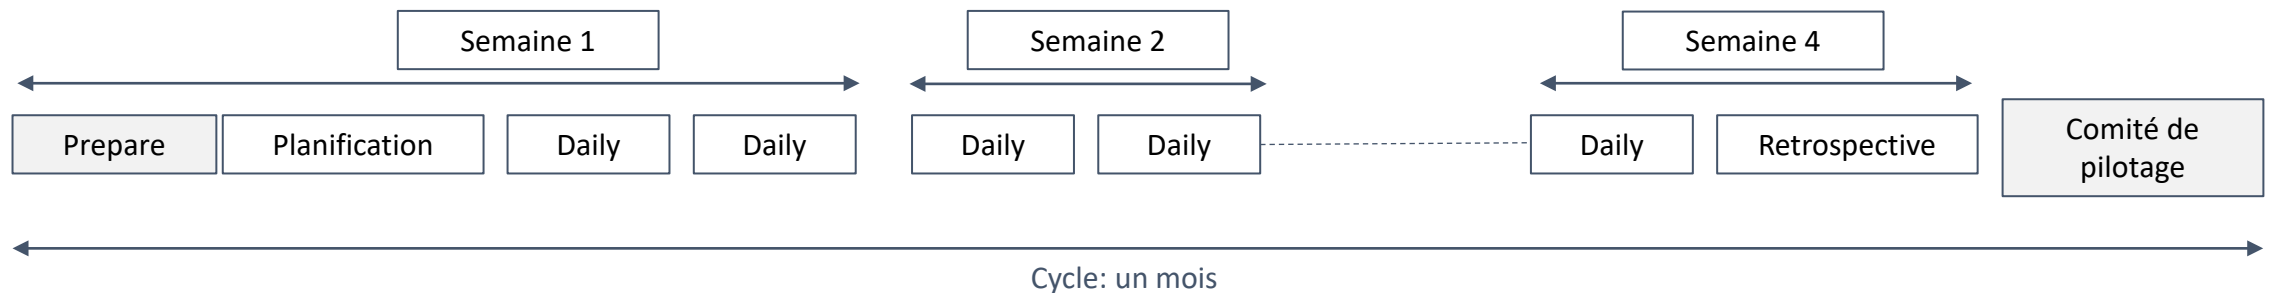 Semaine 1
Semaine 2
Semaine 4
Prepare
Planification
Daily
Daily
Daily
Daily
Daily
Retrospective
Comité de
pilotage
Cycle: un mois